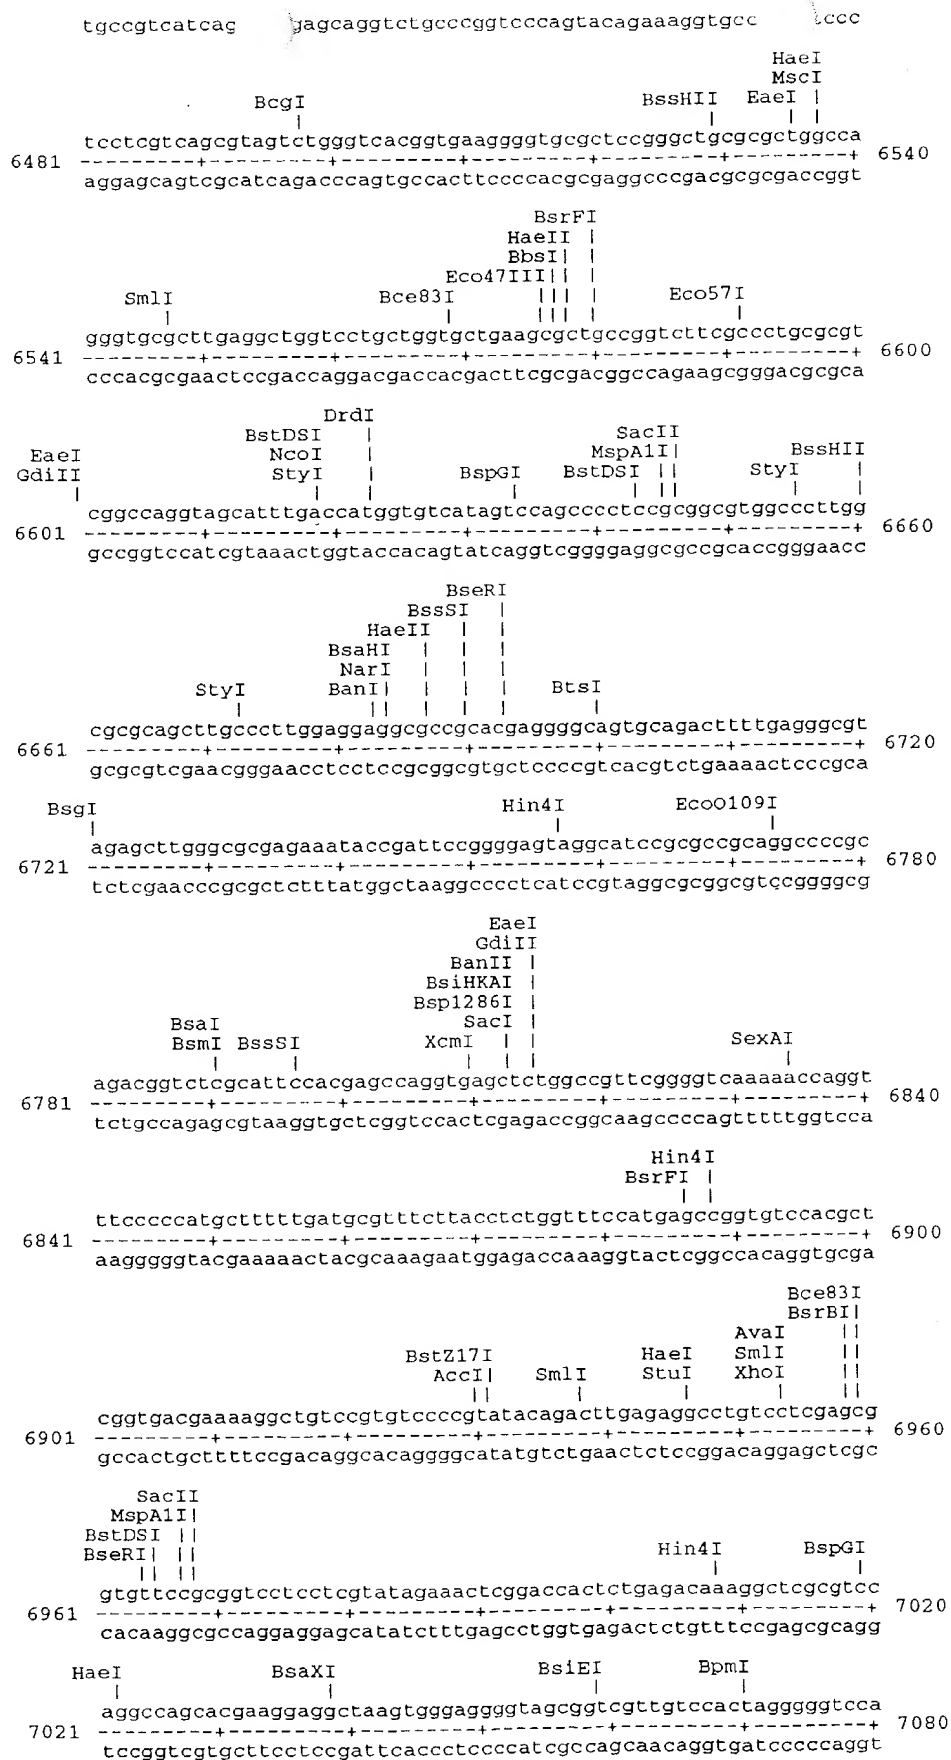 tgccgtcatcag gagcaggtctgcccggtcccagtacagaaaggtgcc tccc
HaeI
MscI
BcgI BssHII EaeI |
tcctcgtcagcgtagtctgggtcacggtgaaggggtgcgctccgggctgcgcgctggcca
6481 ---------+---------+---------+---------+---------+---------+ 6540
aggagcagtcgcatcagacccagtgccacttccccacgcgaggcccgacgcgcgaccggt
BsrFI
HaeII |
BbsI| |
Eco47III|| |
SmlI Bce83I ||| | Eco57I
gggtgcgcttgaggctggtcctgctggtgctgaagcgctgccggtcttcgccctgcgcgt
6541 ---------+---------+---------+---------+---------+---------+ 6600
cccacgcgaactccgaccaggacgaccacgacttcgcgacggccagaagcgggacgcgca
DrdI
BstDSI | SacII
EaeI NcoI | MspA1I| BssHII
GdiII StyI | BspGI BstDSI || StyI |
cggccaggtagcatttgaccatggtgtcatagtccagcccctccgcggcgtggcccttgg
6601 ---------+---------+---------+---------+---------+---------+ 6660
gccggtccatcgtaaactggtaccacagtatcaggtcggggaggcgccgcaccgggaacc
BseRI
BssSI |
HaeII | |
BsaHI | | |
NarI | | |
StyI BanI| | | | BtsI
cgcgcagcttgcccttggaggaggcgccgcacgaggggcagtgcagacttttgagggcgt
6661 ---------+---------+---------+---------+---------+---------+ 6720
gcgcgtcgaacgggaacctcctccgcggcgtgctccccgtcacgtctgaaaactcccgca
BsgI Hin4I EcoO109I
agagcttgggcgcgagaaataccgattccggggagtaggcatccgcgccgcaggccccgc
6721 ---------+---------+---------+---------+---------+---------+ 6780
tctcgaacccgcgctctttatggctaaggcccctcatccgtaggcgcggcgtccggggcg
EaeI
GdiII
BanII |
BsiHKAI |
Bsp1286I |
BsaI SacI |
BsmI BssSI XcmI | | SexAI
agacggtctcgcattccacgagccaggtgagctctggccgttcggggtcaaaaaccaggt
6781 ---------+---------+---------+---------+---------+---------+ 6840
tctgccagagcgtaaggtgctcggtccactcgagaccggcaagccccagtttttggtcca
Hin4I
BsrFI |
ttcccccatgctttttgatgcgtttcttacctctggtttccatgagccggtgtccacgct
6841 ---------+---------+---------+---------+---------+---------+ 6900
aagggggtacgaaaaactacgcaaagaatggagaccaaaggtactcggccacaggtgcga
Bce83I
BsrBI|
AvaI ||
BstZ17I HaeI SmlI ||
AccI| SmlI StuI XhoI ||
cggtgacgaaaaggctgtccgtgtccccgtatacagacttgagaggcctgtcctcgagcg
6901 ---------+---------+---------+---------+---------+---------+ 6960
gccactgcttttccgacaggcacaggggcatatgtctgaactctccggacaggagctcgc
SacII
MspA1I|
BstDSI ||
BseRI| || Hin4I BspGI
gtgttccgcggtcctcctcgtatagaaactcggaccactctgagacaaaggctcgcgtcc
6961 ---------+---------+---------+---------+---------+---------+ 7020
cacaaggcgccaggaggagcatatctttgagcctggtgagactctgtttccgagcgcagg
HaeI BsaXI BsiEI BpmI
aggccagcacgaaggaggctaagtgggaggggtagcggtcgttgtccactagggggtcca
7021 ---------+---------+---------+---------+---------+---------+ 7080
tccggtcgtgcttcctccgattcaccctccccatcgccagcaacaggtgatcccccaggt